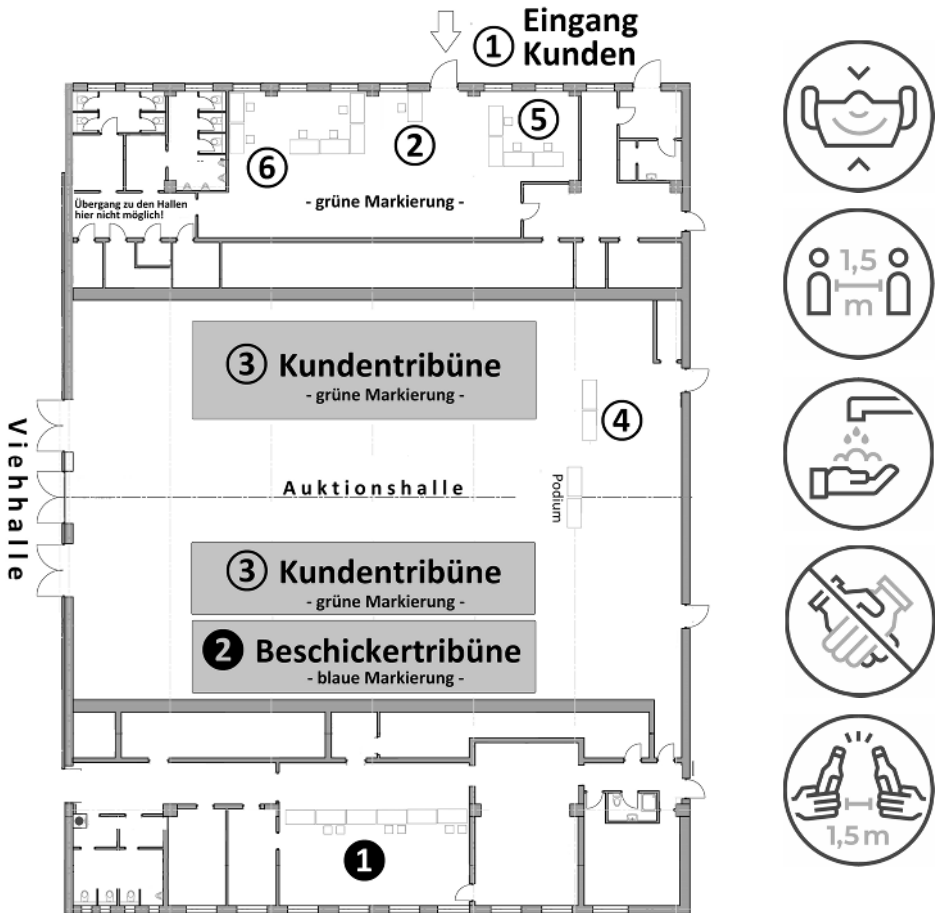 ① Eingang
Kunden
⑤
②
⑥
Übergang zu den Hallen
hier nicht möglich!
- grüne Markierung -
③ Kundentribüne
- grüne Markierung -
④
Viehhalle
Auktionshalle
Podium
③ Kundentribüne
- grüne Markierung -
❷ Beschickertribüne
- blaue Markierung -
❶
1,5
m
1,5 m